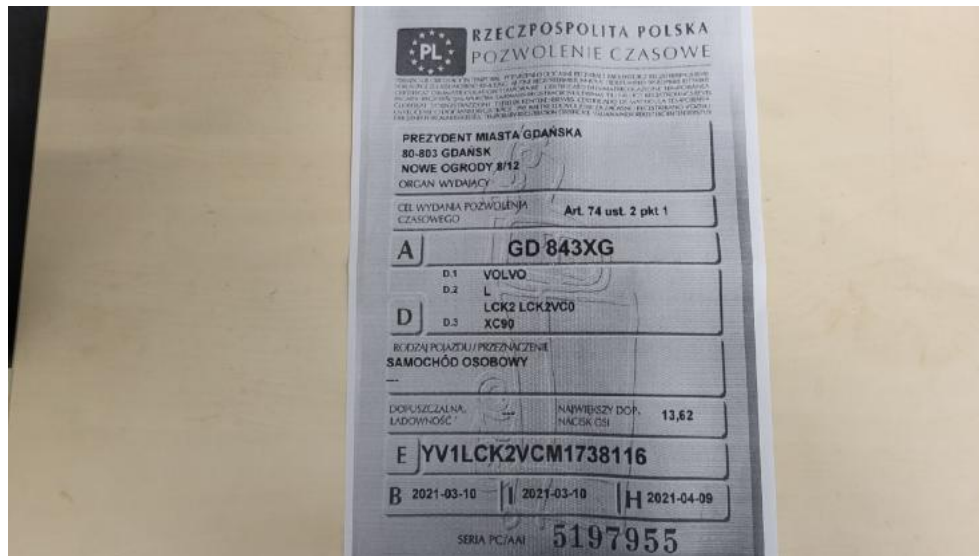 PL
RZECZPOSPOLITA POLSKA
POZWOLENIE CZASOWE
PREZYDENT MIASTA GDAŃSKA
80-803 GDAŃSK
NOWE OGRODY 8/12
ORGAN WYDAJĄCY
CEL WYDANIA POZWOLENIA
CZASOWEGO
Art. 74 ust. 2 pkt 1
A GD 843XG
D.1 VOLVO
D.2 L
LCK2 LCK2VC0
D
D.3 XC90
RODZAJ POJAZDU / PRZEZNACZENIE
SAMOCHÓD OSOBOWY
---
DOPUSZCZALNA
ŁADOWNOŚĆ
---
NAJWIĘKSZY DOP.
NACISK OSI
13,62
E YV1LCK2VCM1738116
B 2021-03-10 I 2021-03-10 H 2021-04-09
SERIA PC/AAI 5197955